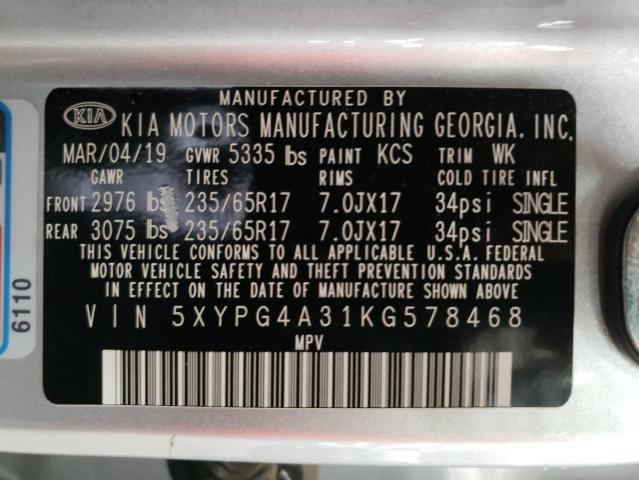 MANUFACTURED BY
KIA KIA MOTORS MANUFACTURING GEORGIA, INC.
MAR/04/19 GVWR 5335 lbs PAINT KCS TRIM WK
GAWR TIRES RIMS COLD TIRE INFL
FRONT 2976 lbs 235/65R17 7.0JX17 34psi SINGLE
REAR 3075 lbs 235/65R17 7.0JX17 34psi SINGLE
THIS VEHICLE CONFORMS TO ALL APPLICABLE U.S.A. FEDERAL
MOTOR VEHICLE SAFETY AND THEFT PREVENTION STANDARDS
IN EFFECT ON THE DATE OF MANUFACTURE SHOWN ABOVE
VIN 5XYPG4A31KG578468
MPV
6110